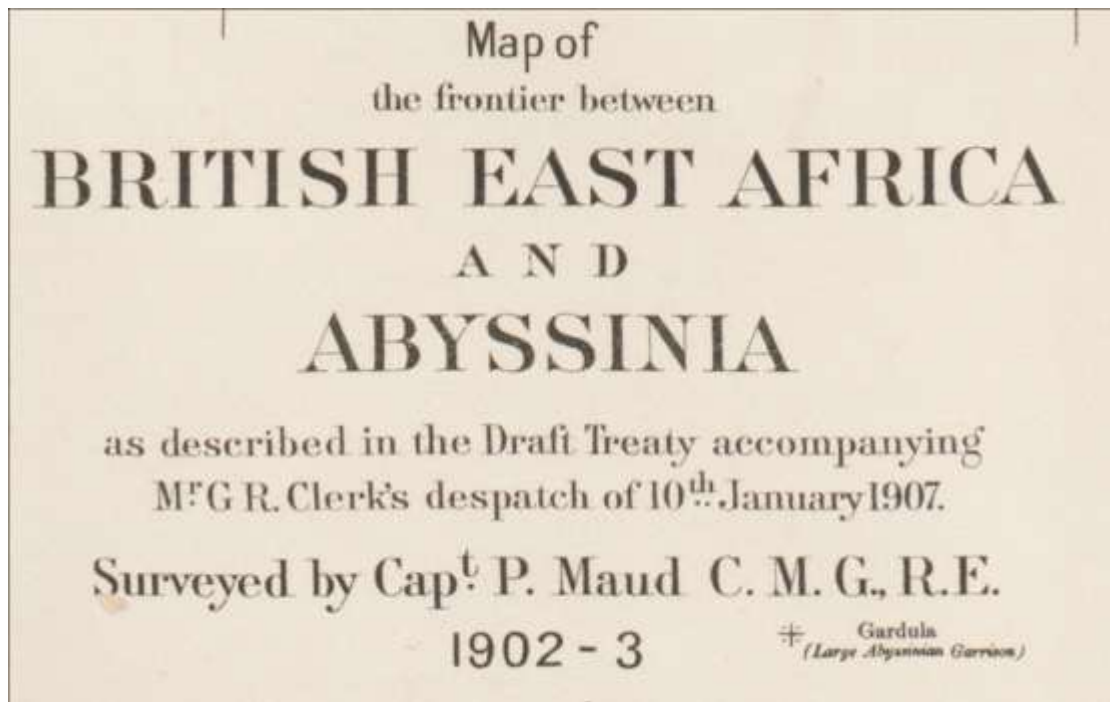 Map of
the frontier between
BRITISH EAST AFRICA
AND
ABYSSINIA
as described in the Draft Treaty accompanying
Mr. G R. Clerk's despatch of 10th January 1907.
Surveyed by Capt. P. Maud C. M. G., R.E.
1902 - 3
Gardula
(Large Abyssinian Garrison)